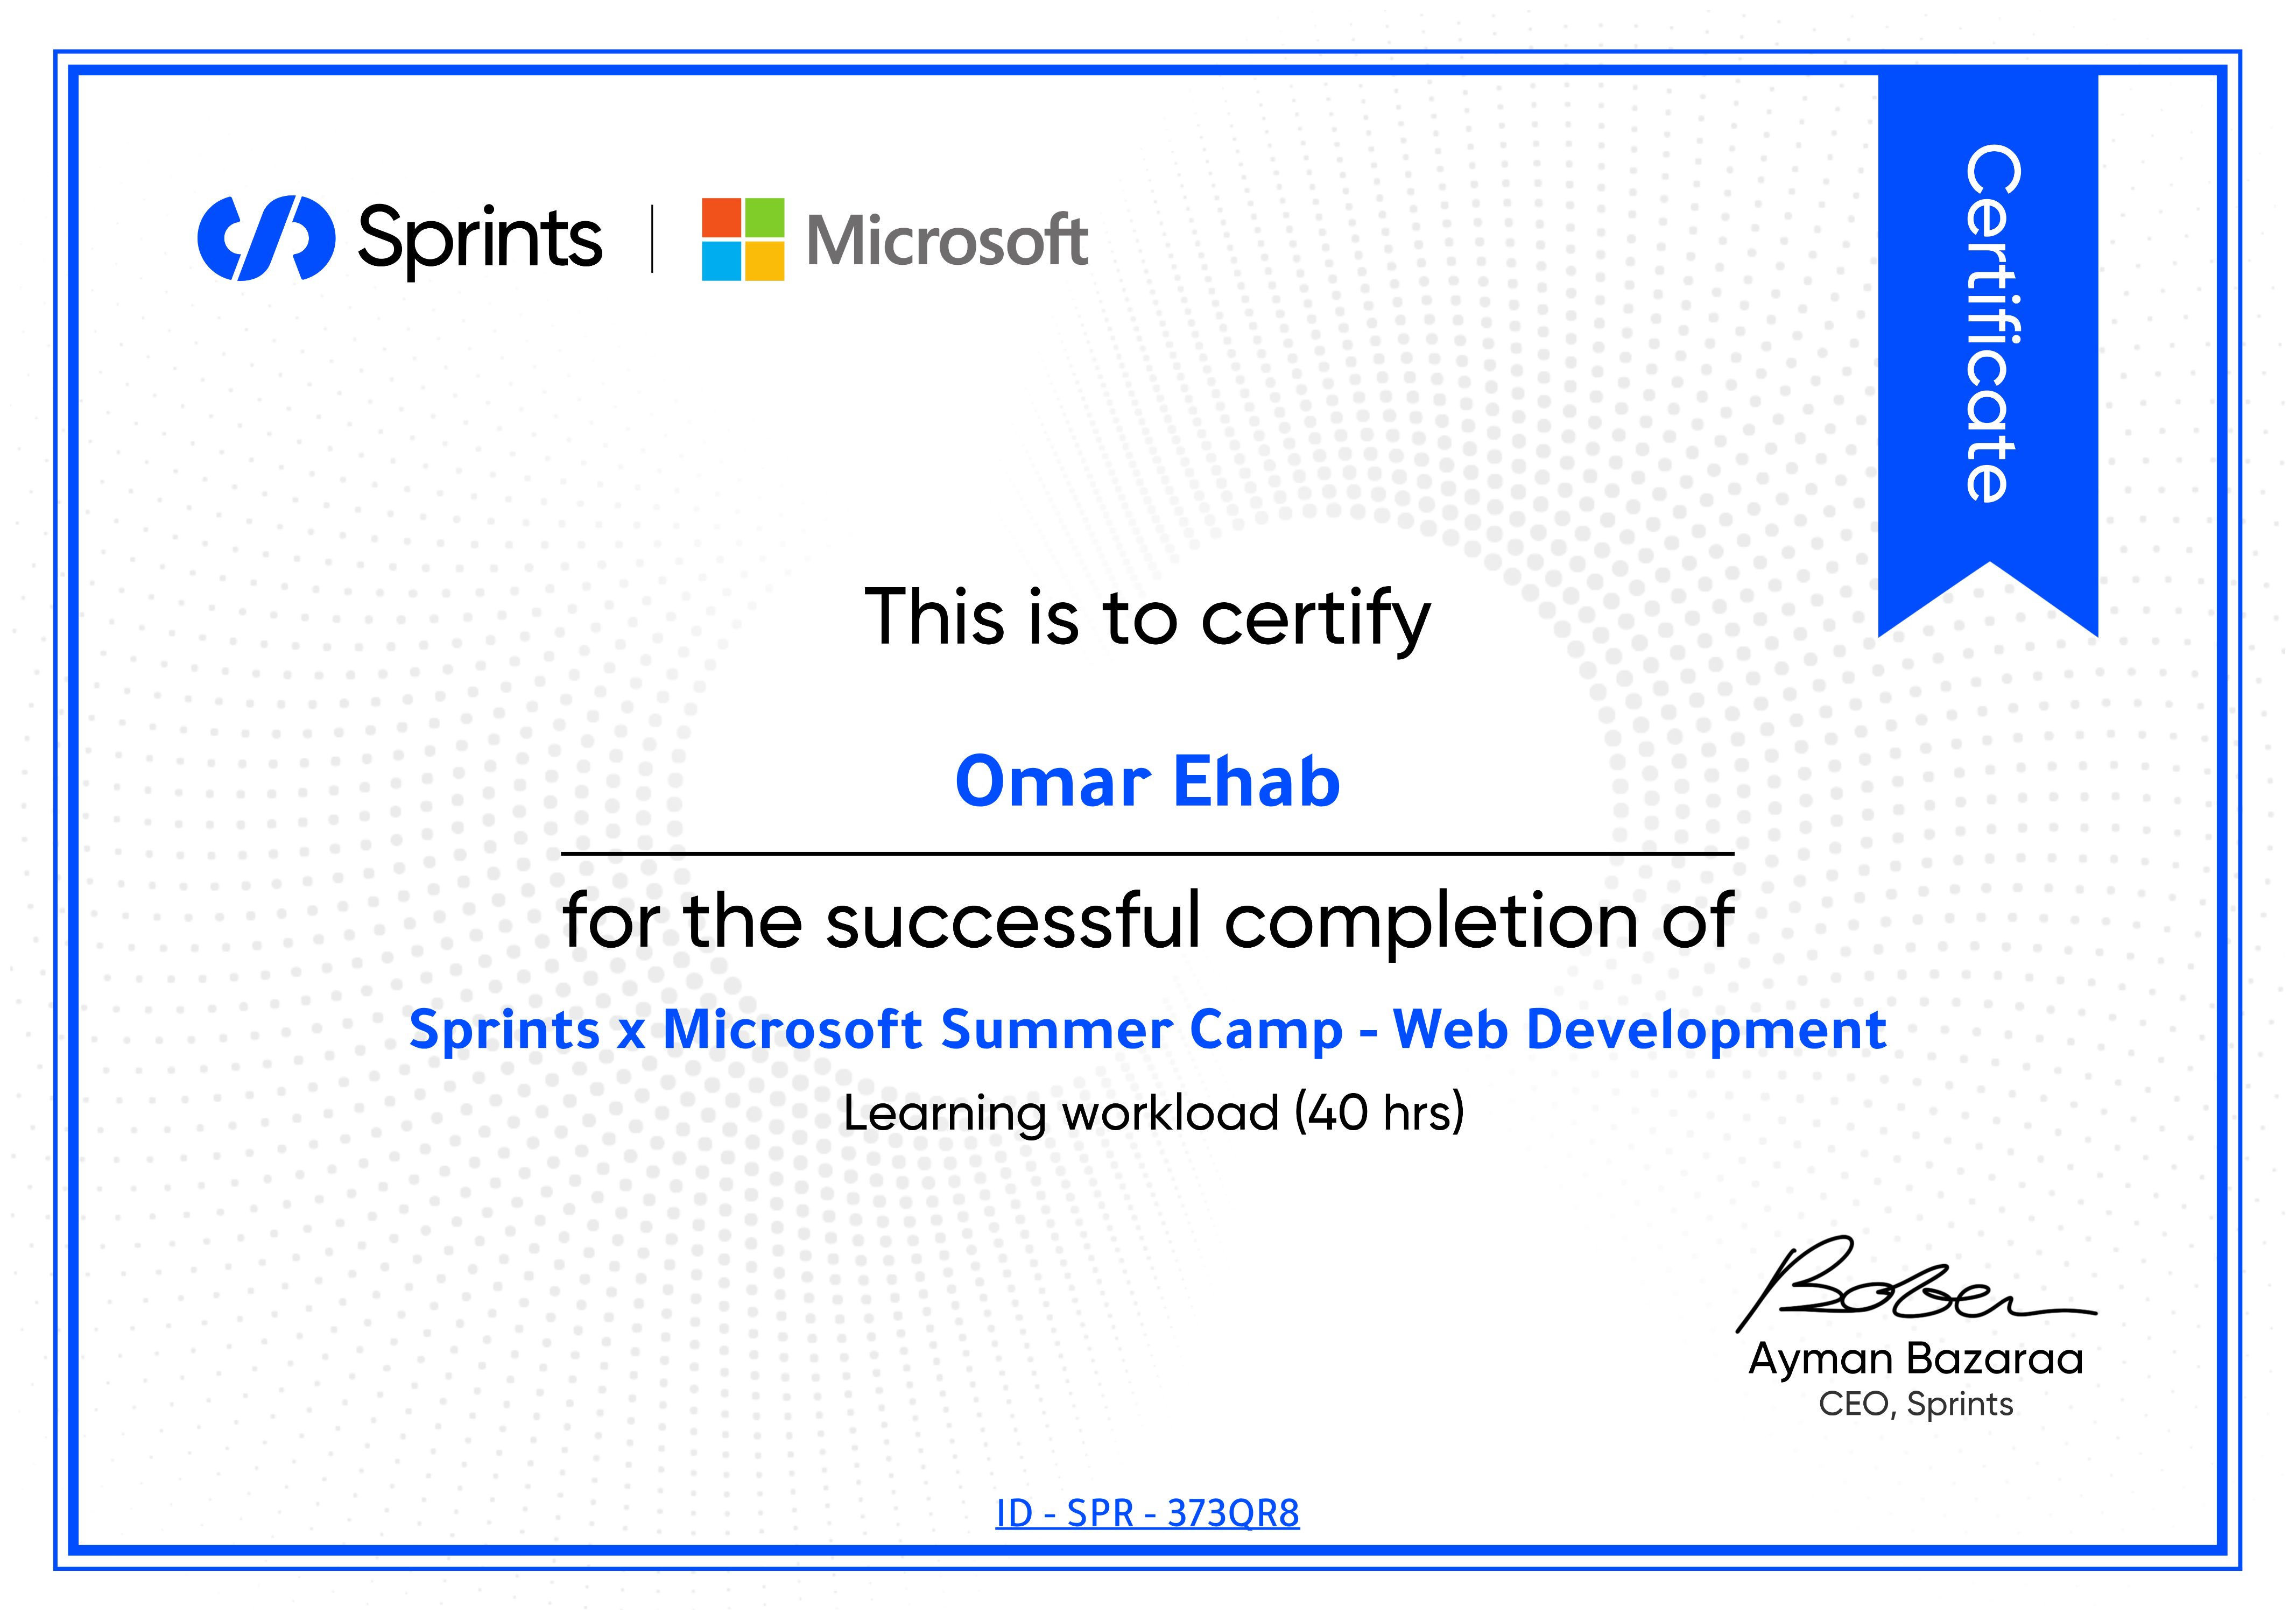 Sprints | Microsoft
Certificate
This is to certify
Omar Ehab
for the successful completion of
Sprints x Microsoft Summer Camp - Web Development
Learning workload (40 hrs)
Ayman Bazaraa
CEO, Sprints
ID - SPR - 373QR8